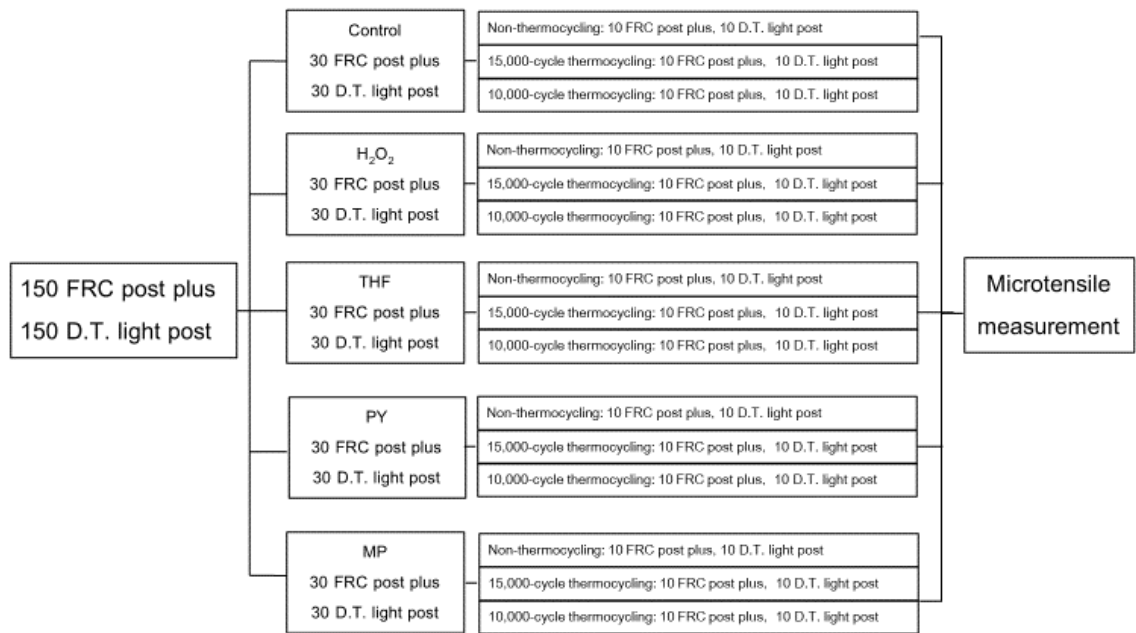 150 FRC post plus
150 D.T. light post
Control
30 FRC post plus
30 D.T. light post
Non-thermocycling: 10 FRC post plus, 10 D.T. light post
15,000-cycle thermocycling: 10 FRC post plus, 10 D.T. light post
10,000-cycle thermocycling: 10 FRC post plus, 10 D.T. light post
H₂O₂
30 FRC post plus
30 D.T. light post
Non-thermocycling: 10 FRC post plus, 10 D.T. light post
15,000-cycle thermocycling: 10 FRC post plus, 10 D.T. light post
10,000-cycle thermocycling: 10 FRC post plus, 10 D.T. light post
THF
30 FRC post plus
30 D.T. light post
Non-thermocycling: 10 FRC post plus, 10 D.T. light post
15,000-cycle thermocycling: 10 FRC post plus, 10 D.T. light post
10,000-cycle thermocycling: 10 FRC post plus, 10 D.T. light post
PY
30 FRC post plus
30 D.T. light post
Non-thermocycling: 10 FRC post plus, 10 D.T. light post
15,000-cycle thermocycling: 10 FRC post plus, 10 D.T. light post
10,000-cycle thermocycling: 10 FRC post plus, 10 D.T. light post
MP
30 FRC post plus
30 D.T. light post
Non-thermocycling: 10 FRC post plus, 10 D.T. light post
15,000-cycle thermocycling: 10 FRC post plus, 10 D.T. light post
10,000-cycle thermocycling: 10 FRC post plus, 10 D.T. light post
Microtensile
measurement